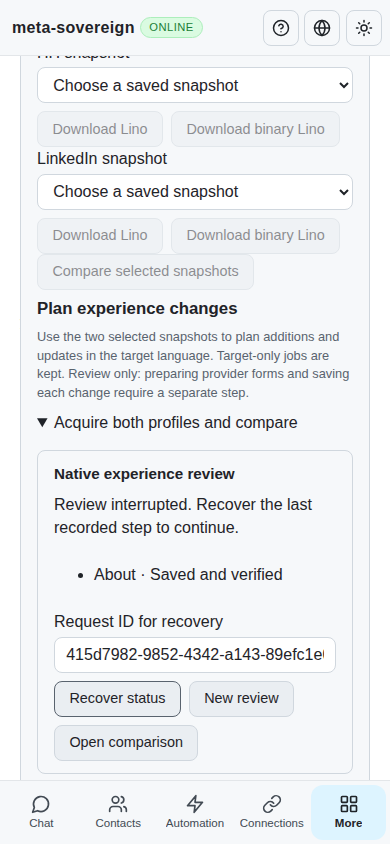 meta-sovereign ONLINE
Choose a saved snapshot
Download Lino Download binary Lino
LinkedIn snapshot
Choose a saved snapshot
Download Lino Download binary Lino
Compare selected snapshots
Plan experience changes
Use the two selected snapshots to plan additions and
updates in the target language. Target-only jobs are
kept. Review only: preparing provider forms and saving
each change require a separate step.
▼ Acquire both profiles and compare
Native experience review
Review interrupted. Recover the last
recorded step to continue.
• About · Saved and verified
Request ID for recovery
415d7982-9852-4342-a143-89efc1e
Recover status New review
Open comparison
Chat Contacts Automation Connections More